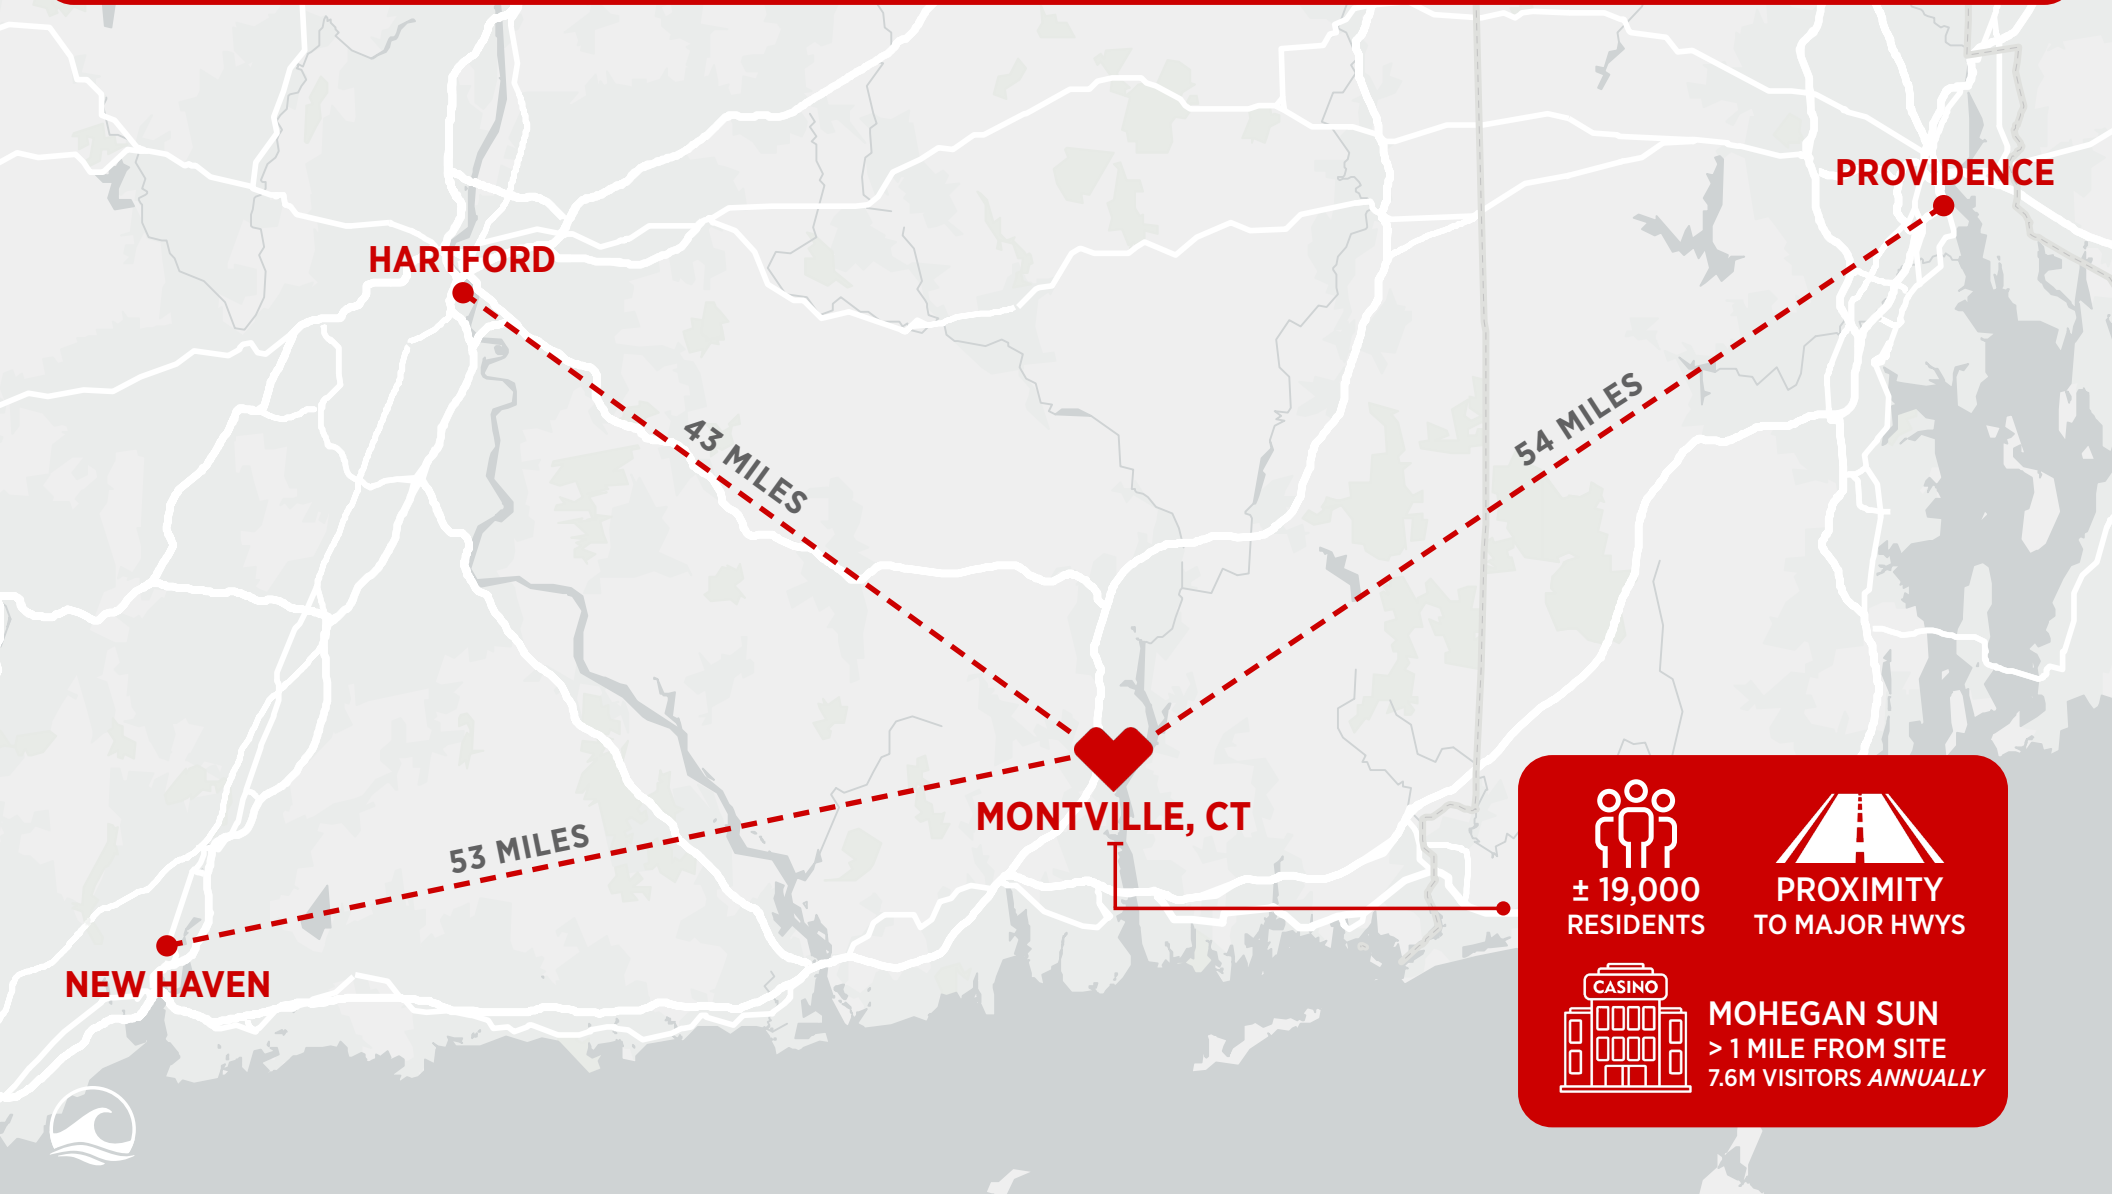 PROVIDENCE
HARTFORD
43 MILES
54 MILES
MONTVILLE, CT
53 MILES
NEW HAVEN
± 19,000
RESIDENTS
PROXIMITY
TO MAJOR HWYS
CASINO
MOHEGAN SUN
> 1 MILE FROM SITE
7.6M VISITORS ANNUALLY